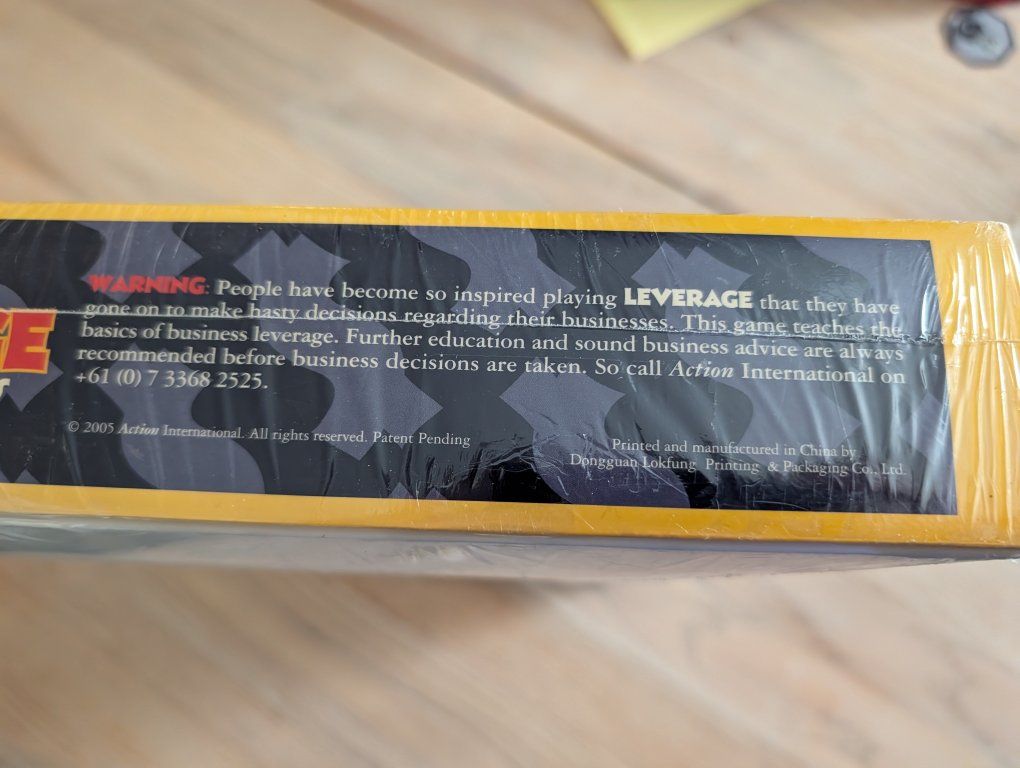 WARNING: People have become so inspired playing LEVERAGE that they have
gone on to make hasty decisions regarding their businesses. This game teaches the
basics of business leverage. Further education and sound business advice are always
recommended before business decisions are taken. So call Action International on
+61 (0) 7 3368 2525.
© 2005 Action International. All rights reserved. Patent Pending
Printed and manufactured in China by
Dongguan Lokfung Printing & Packaging Co., Ltd.